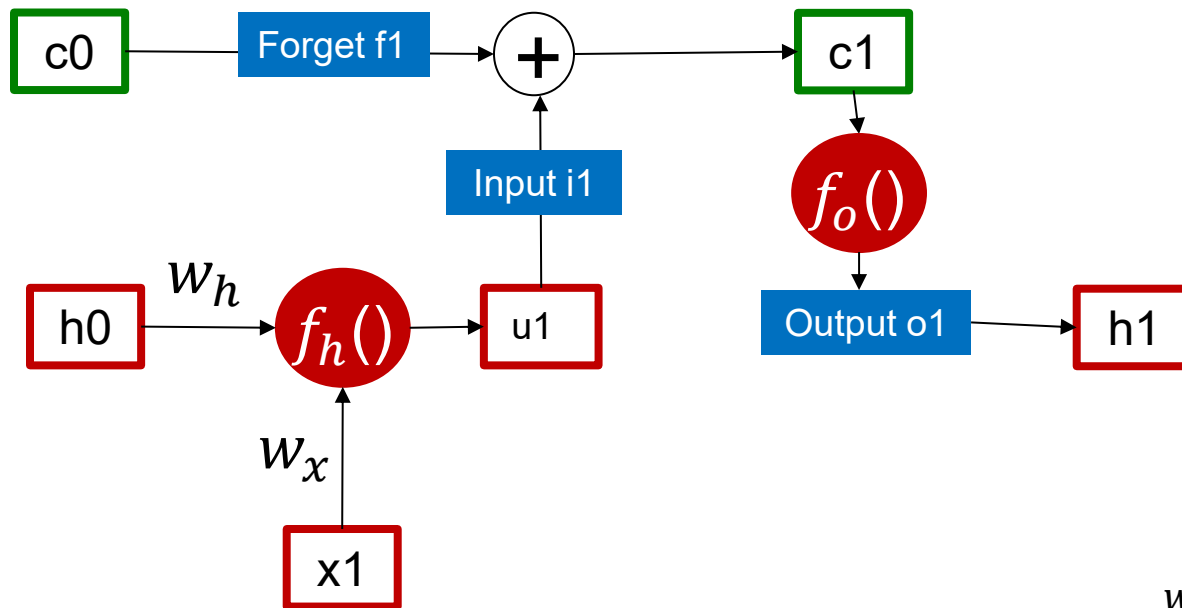 c0
Forget f1
+
c1
Input i1
f_o()
w_h
h0
f_h()
u1
Output o1
h1
w_x
x1
w